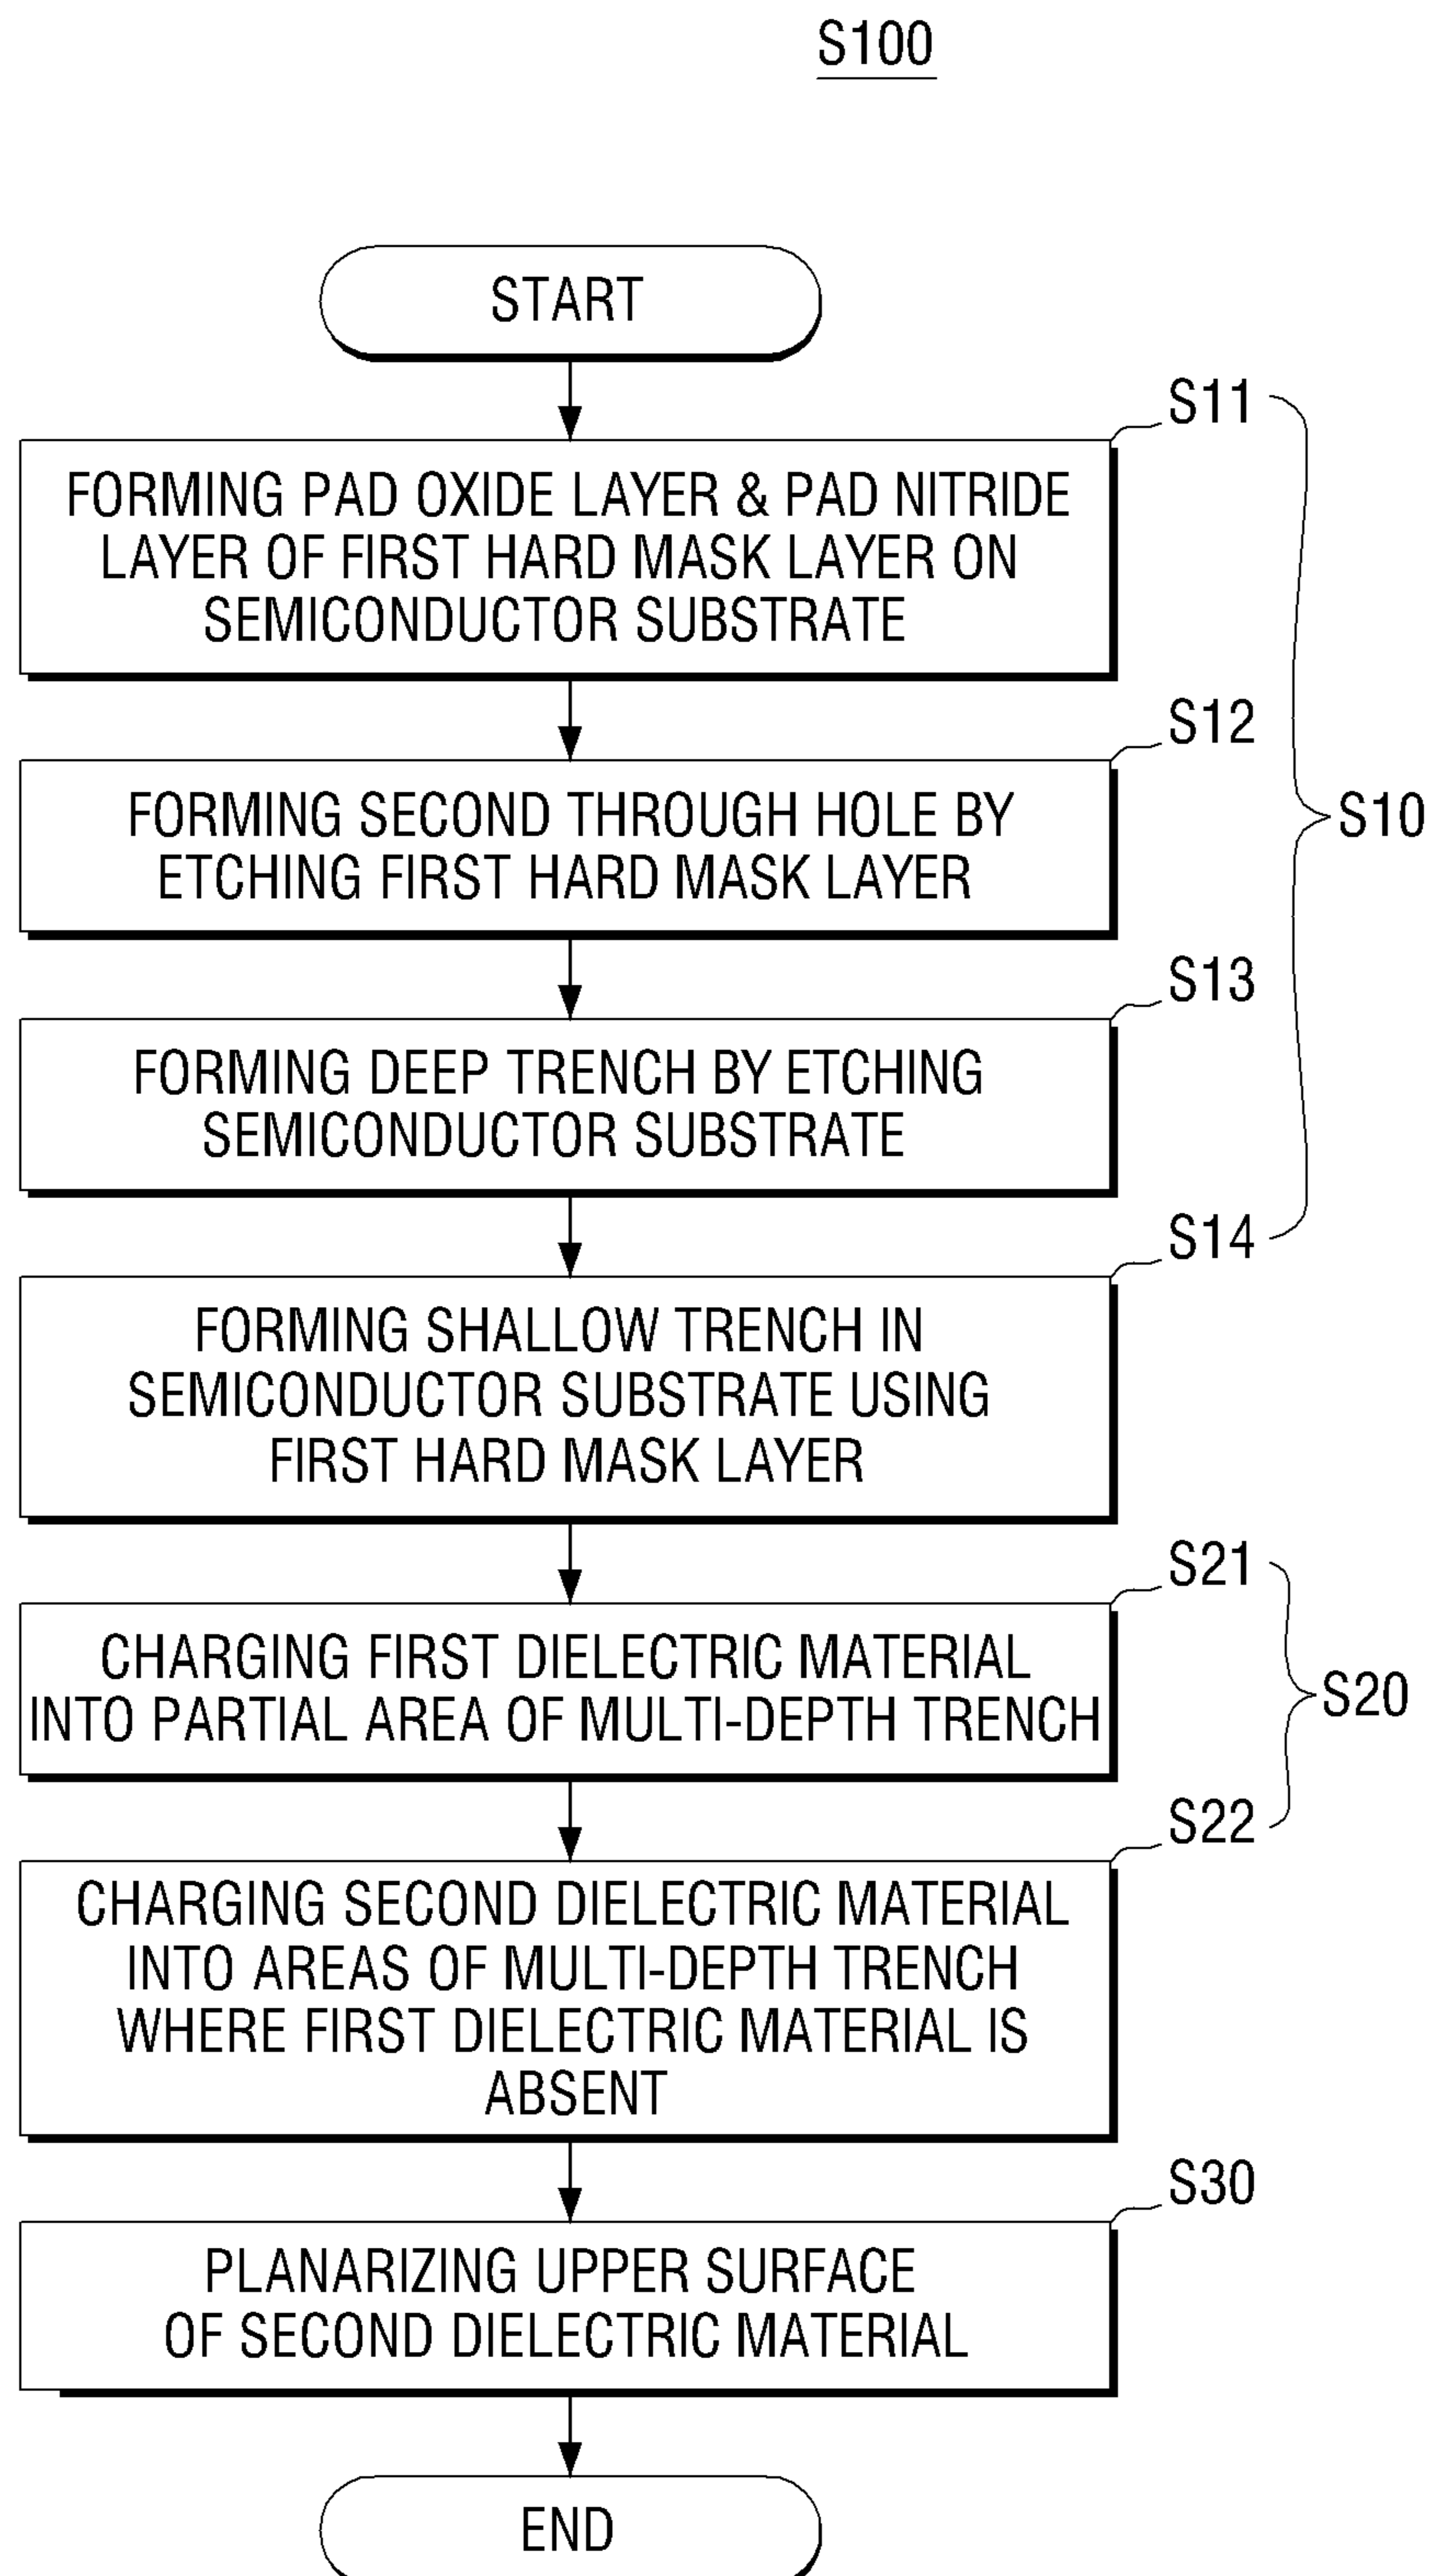 S100
START
S11
FORMING PAD OXIDE LAYER & PAD NITRIDE
LAYER OF FIRST HARD MASK LAYER ON
SEMICONDUCTOR SUBSTRATE
S12
FORMING SECOND THROUGH HOLE BY
ETCHING FIRST HARD MASK LAYER
S10
S13
FORMING DEEP TRENCH BY ETCHING
SEMICONDUCTOR SUBSTRATE
S14
FORMING SHALLOW TRENCH IN
SEMICONDUCTOR SUBSTRATE USING
FIRST HARD MASK LAYER
S21
CHARGING FIRST DIELECTRIC MATERIAL
INTO PARTIAL AREA OF MULTI-DEPTH TRENCH
S20
S22
CHARGING SECOND DIELECTRIC MATERIAL
INTO AREAS OF MULTI-DEPTH TRENCH
WHERE FIRST DIELECTRIC MATERIAL IS
ABSENT
S30
PLANARIZING UPPER SURFACE
OF SECOND DIELECTRIC MATERIAL
END